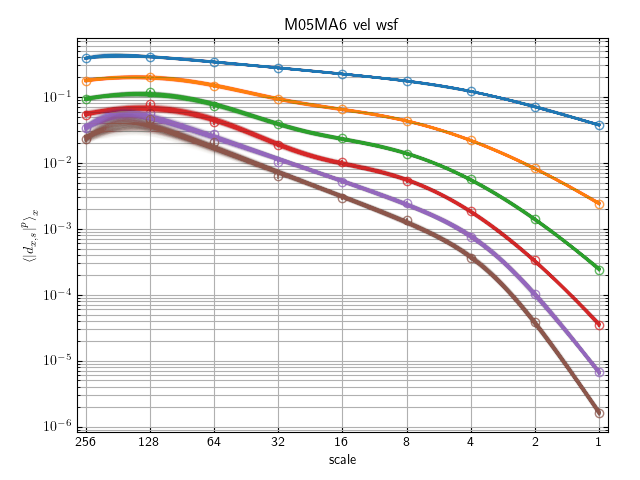 M05MA6 vel wsf
⟨|d_{x,s}|^p⟩_x
10^{-1}
10^{-2}
10^{-3}
10^{-4}
10^{-5}
10^{-6}
256 128 64 32 16 8 4 2 1
scale